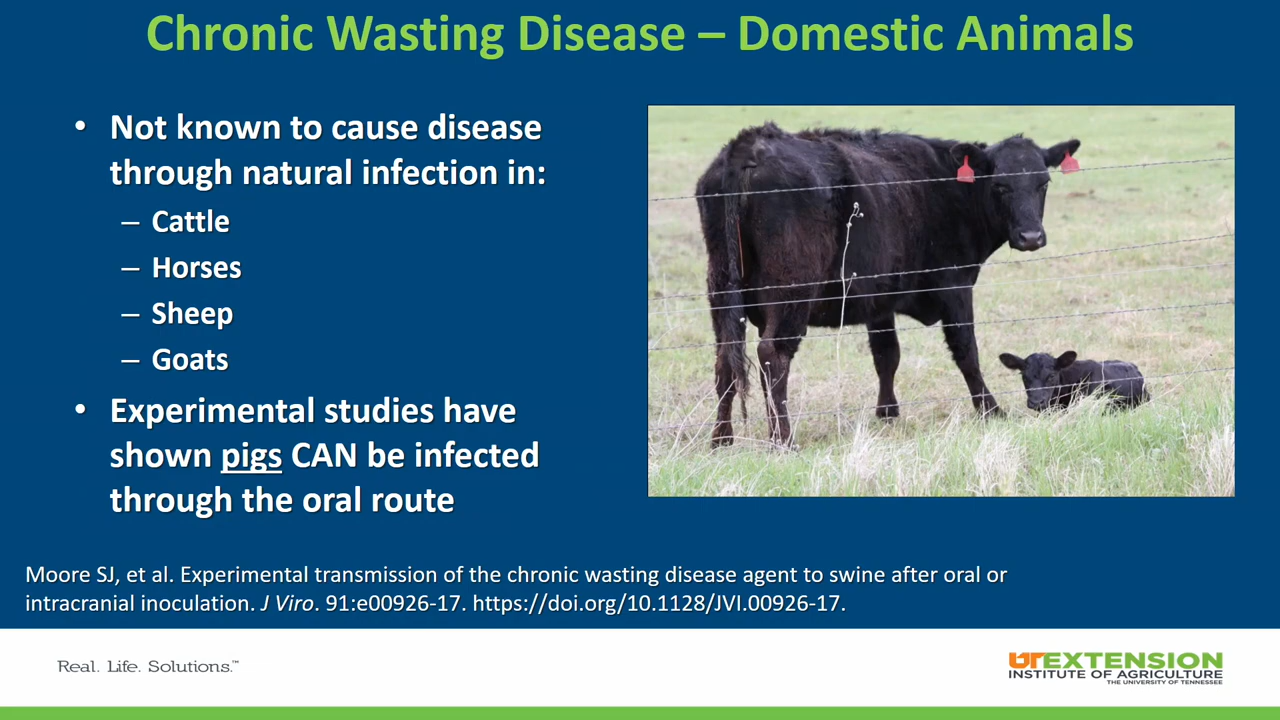 Chronic Wasting Disease – Domestic Animals
• Not known to cause disease
through natural infection in:
– Cattle
– Horses
– Sheep
– Goats
• Experimental studies have
shown pigs CAN be infected
through the oral route
Moore SJ, et al. Experimental transmission of the chronic wasting disease agent to swine after oral or
intracranial inoculation. J Viro. 91:e00926-17. https://doi.org/10.1128/JVI.00926-17.
Real. Life. Solutions.™
UT EXTENSION
INSTITUTE OF AGRICULTURE
THE UNIVERSITY OF TENNESSEE